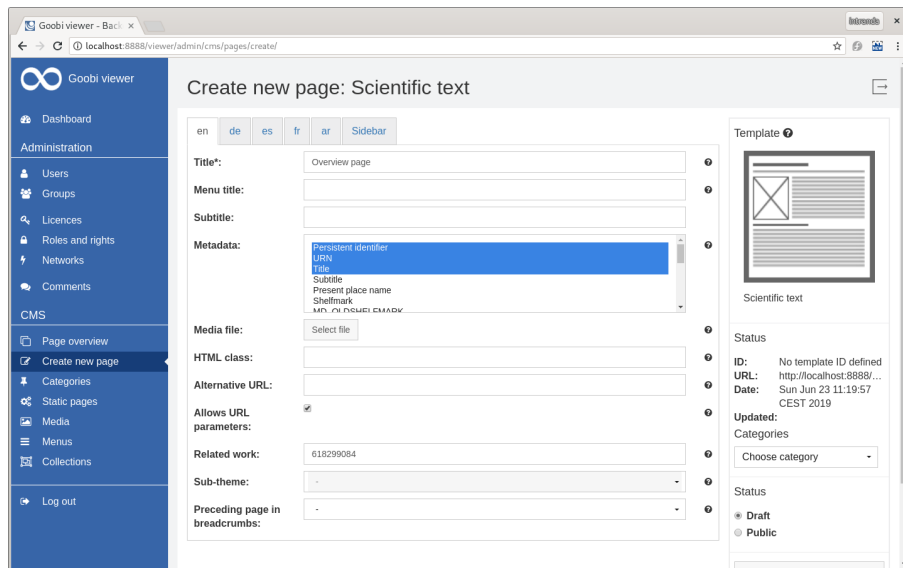 Goobi viewer - Back
intranda
localhost:8888/viewer/admin/cms/pages/create/
Goobi viewer
Dashboard
Administration
Users
Groups
Licences
Roles and rights
Networks
Comments
CMS
Page overview
Create new page
Categories
Static pages
Media
Menus
Collections
Log out
Create new page: Scientific text
en de es fr ar Sidebar
Title*: Overview page
Menu title:
Subtitle:
Metadata: Persistent identifier
URN
Title
Subtitle
Present place name
Shelfmark
MD_OLDSHELFMARK
Media file: Select file
HTML class:
Alternative URL:
Allows URL
parameters:
Related work: 618299084
Sub-theme: -
Preceding page in
breadcrumbs: -
Template
Scientific text
Status
ID: No template ID defined
URL: http://localhost:8888/...
Date: Sun Jun 23 11:19:57
CEST 2019
Updated:
Categories
Choose category
Status
Draft
Public